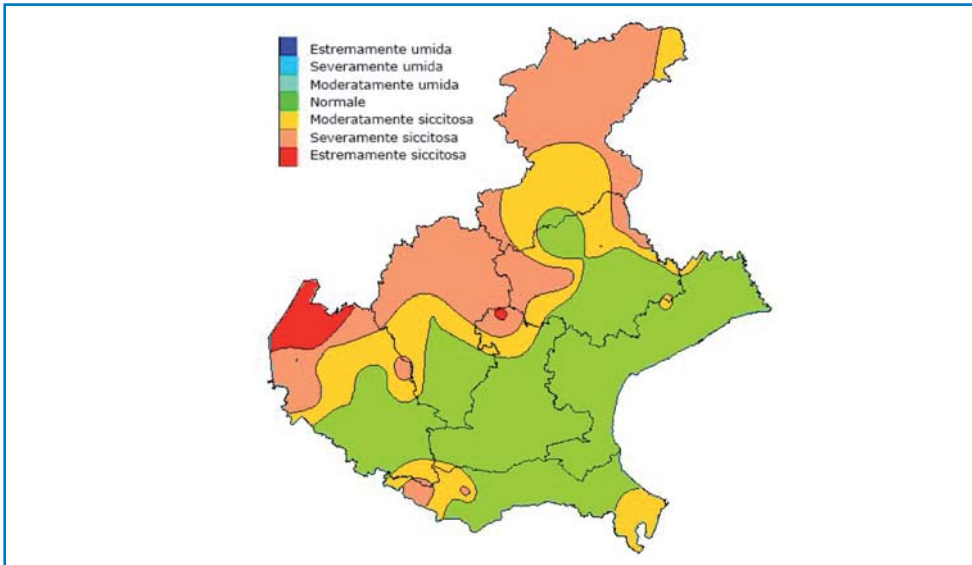 Estremamente umida
Severamente umida
Moderatamente umida
Normale
Moderatamente siccitosa
Severamente siccitosa
Estremamente siccitosa